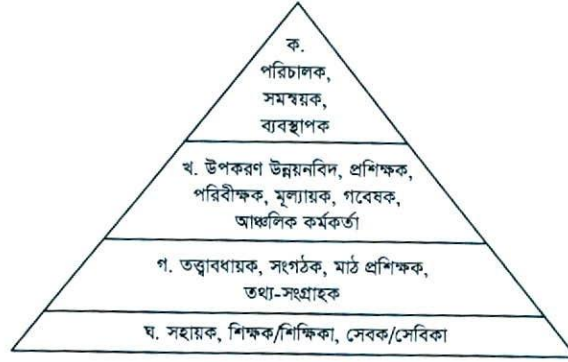 ক.
পরিচালক,
সমন্বয়ক,
ব্যবস্থাপক
খ. উপকরণ উন্নয়নবিদ, প্রশিক্ষক,
পরিবীক্ষক, মূল্যায়ক, গবেষক,
আঞ্চলিক কর্মকর্তা
গ. তত্ত্বাবধায়ক, সংগঠক, মাঠ প্রশিক্ষক,
তথ্য-সংগ্রাহক
ঘ. সহায়ক, শিক্ষক/শিক্ষিকা, সেবক/সেবিকা